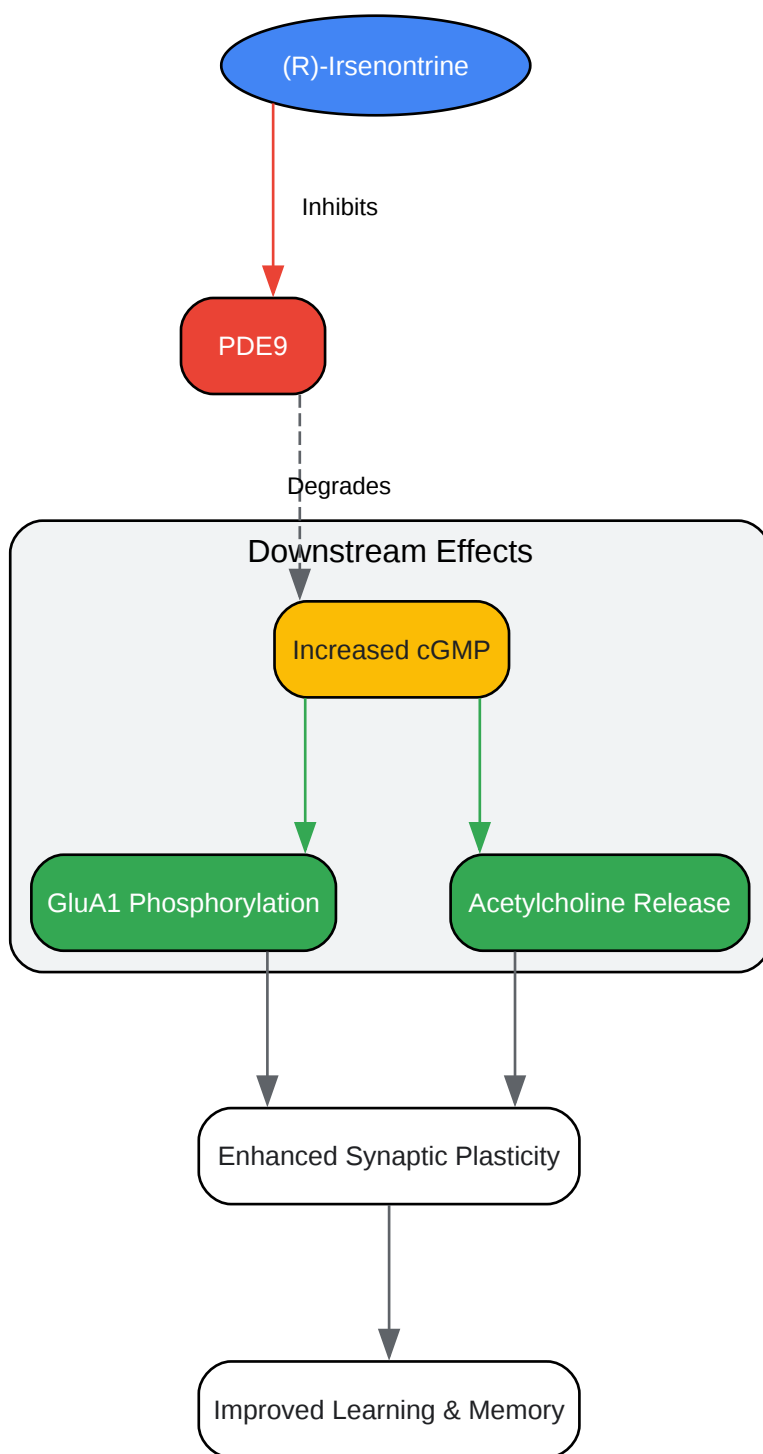 (R)-Irsenontrine
Inhibits
PDE9
Degrades
Downstream Effects
Increased cGMP
GluA1 Phosphorylation
Acetylcholine Release
Enhanced Synaptic Plasticity
Improved Learning & Memory